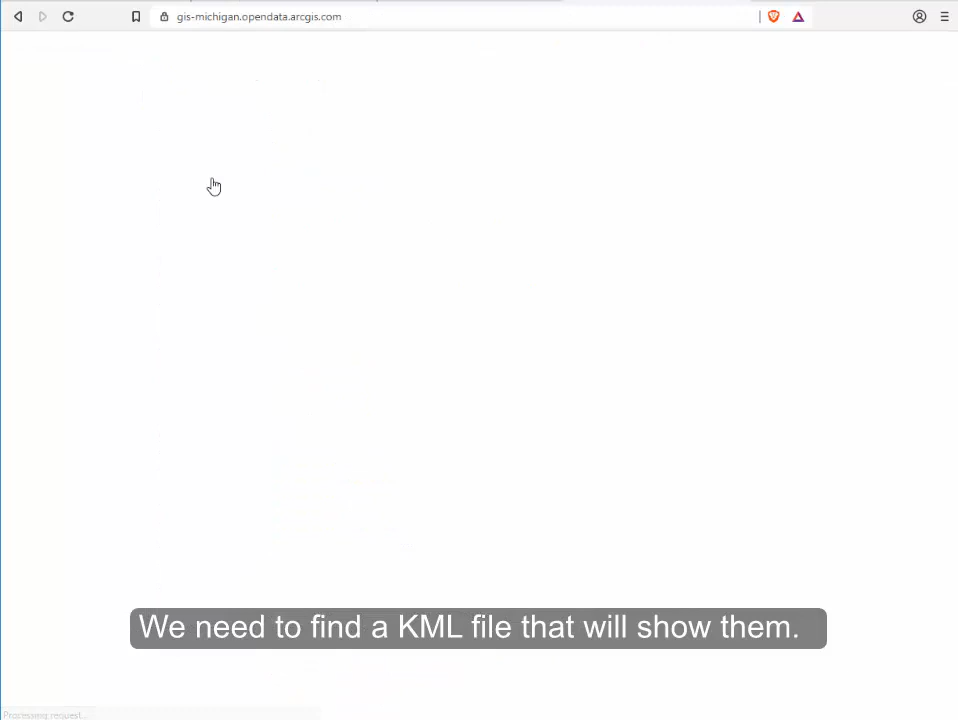 gis-michigan.opendata.arcgis.com
We need to find a KML file that will show them.
Processing request...